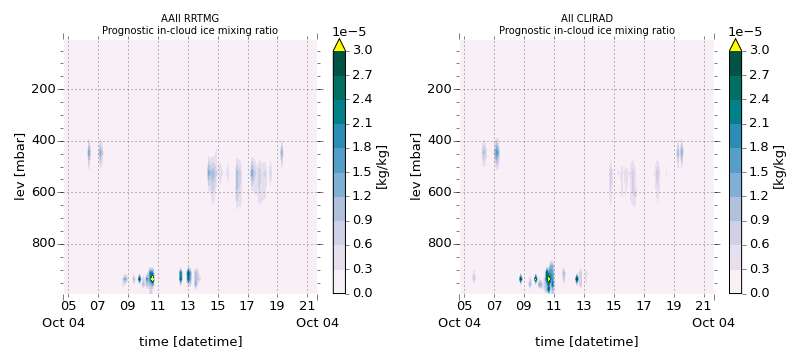 AAII RRTMG
Prognostic in-cloud ice mixing ratio
1e−5
3.0
2.7
2.4
2.1
1.8
1.5
1.2
0.9
0.6
0.3
0.0
[kg/kg]
200
400
600
800
lev [mbar]
05 07 09 11 13 15 17 19 21
Oct 04 Oct 04
time [datetime]
AII CLIRAD
Prognostic in-cloud ice mixing ratio
1e−5
3.0
2.7
2.4
2.1
1.8
1.5
1.2
0.9
0.6
0.3
0.0
[kg/kg]
200
400
600
800
lev [mbar]
05 07 09 11 13 15 17 19 21
Oct 04 Oct 04
time [datetime]